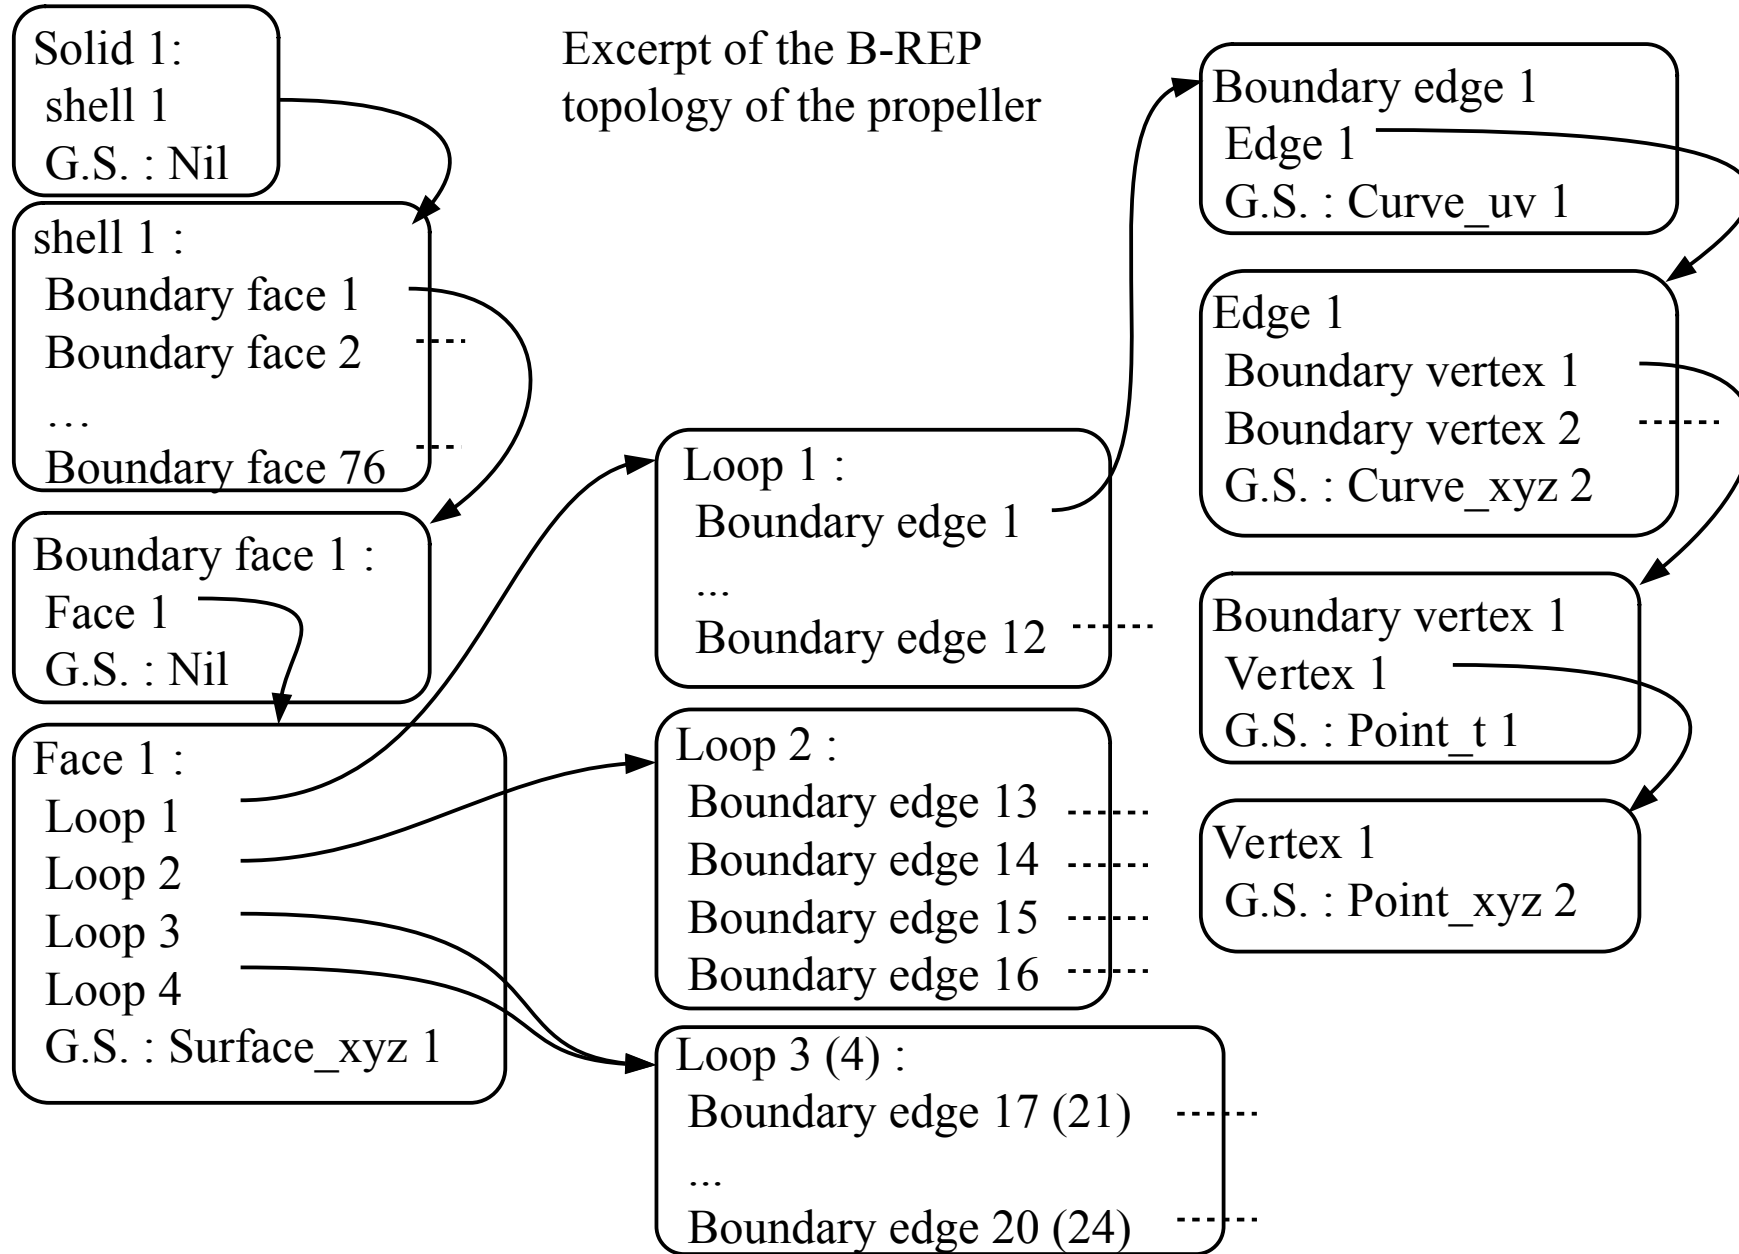 Solid 1:
shell 1
G.S. : Nil
shell 1 :
Boundary face 1
Boundary face 2
...
Boundary face 76
Boundary face 1 :
Face 1
G.S. : Nil
Face 1 :
Loop 1
Loop 2
Loop 3
Loop 4
G.S. : Surface_xyz 1
Excerpt of the B-REP
topology of the propeller
Loop 1 :
Boundary edge 1
...
Boundary edge 12
Loop 2 :
Boundary edge 13
Boundary edge 14
Boundary edge 15
Boundary edge 16
Loop 3 (4) :
Boundary edge 17 (21)
...
Boundary edge 20 (24)
Boundary edge 1
Edge 1
G.S. : Curve_uv 1
Edge 1
Boundary vertex 1
Boundary vertex 2
G.S. : Curve_xyz 2
Boundary vertex 1
Vertex 1
G.S. : Point_t 1
Vertex 1
G.S. : Point_xyz 2